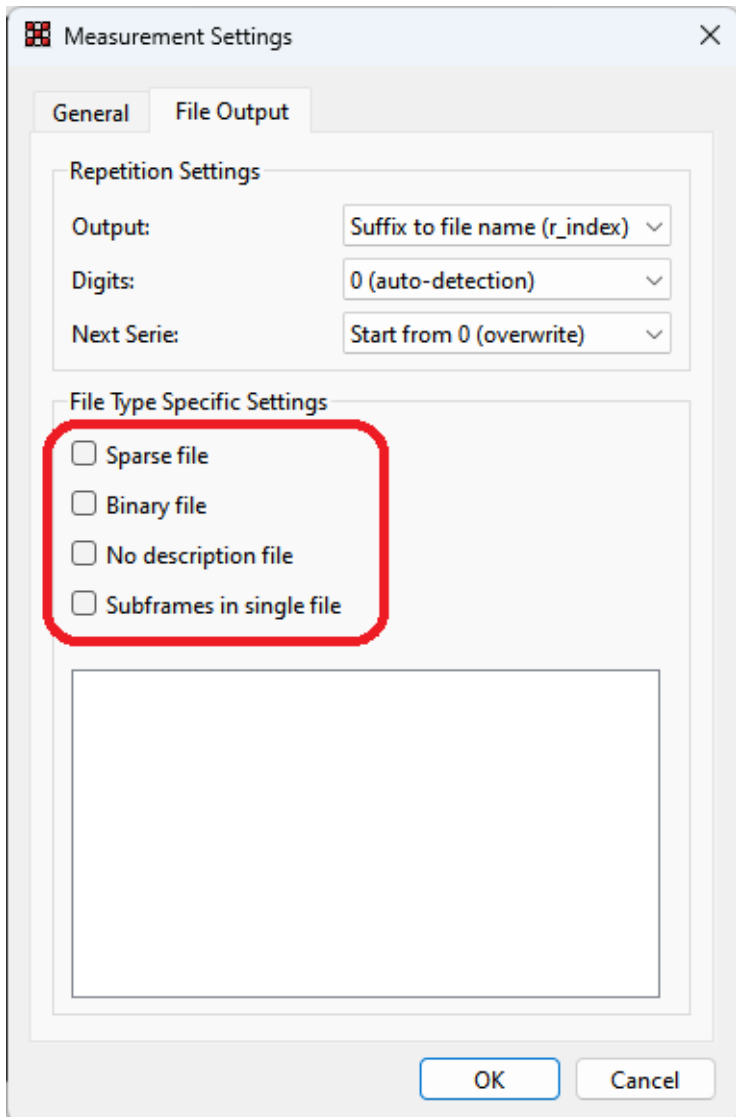 Measurement Settings
General File Output
Repetition Settings
Output: Suffix to file name (r_index)
Digits: 0 (auto-detection)
Next Serie: Start from 0 (overwrite)
File Type Specific Settings
Sparse file
Binary file
No description file
Subframes in single file
OK Cancel